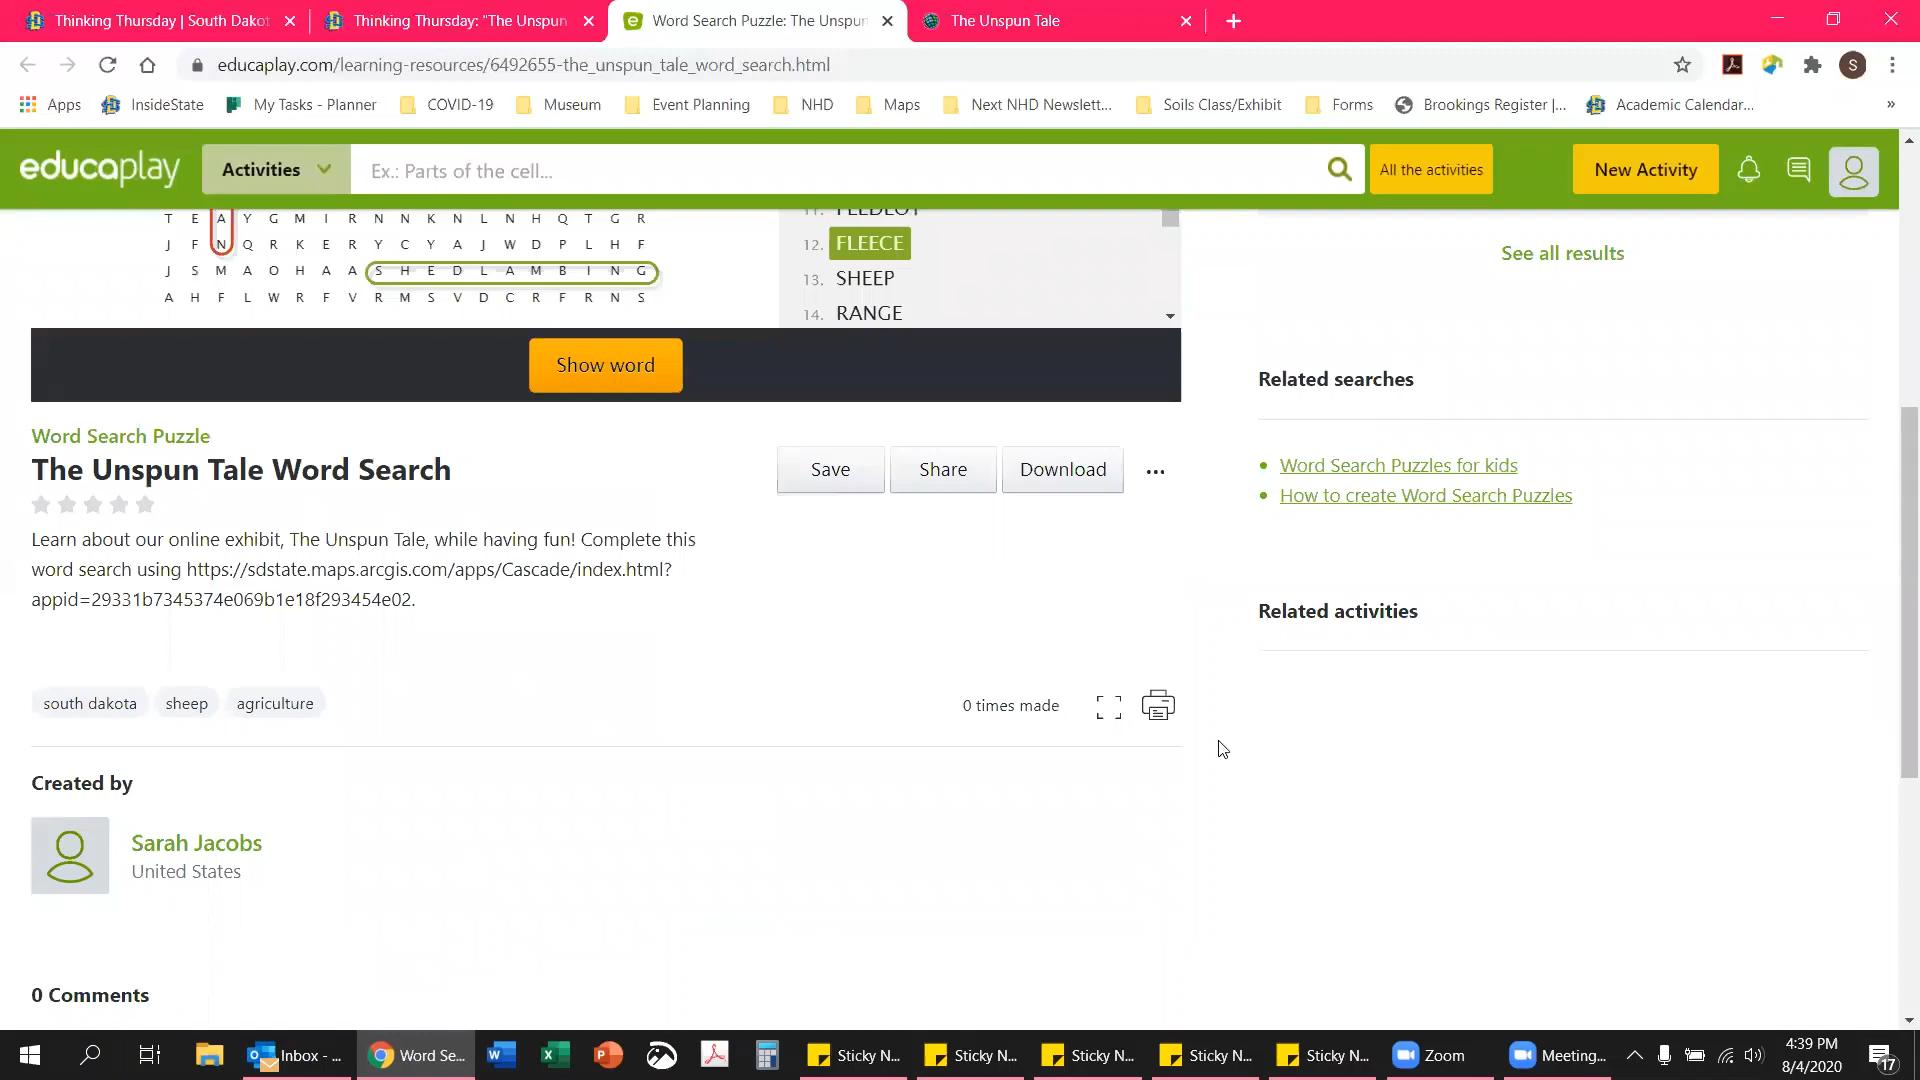 Thinking Thursday | South Dakot
Thinking Thursday: "The Unspun
Word Search Puzzle: The Unspun
The Unspun Tale
educaplay.com/learning-resources/6492655-the_unspun_tale_word_search.html
S
Apps
InsideState
My Tasks - Planner
COVID-19
Museum
Event Planning
NHD
Maps
Next NHD Newslett...
Soils Class/Exhibit
Forms
Brookings Register |...
Academic Calendar...
educaplay
Activities
Ex.: Parts of the cell...
All the activities
New Activity
T E A Y G M I R N N K N L N H Q T G R
J F N Q R K E R Y C Y A J W D P L H F
J S M A O H A A S H E D L A M B I N G
A H F L W R F V R M S V D C R F R N S
11. FEEDLOT
12. FLEECE
13. SHEEP
14. RANGE
See all results
Show word
Related searches
Word Search Puzzles for kids
How to create Word Search Puzzles
Related activities
Word Search Puzzle
The Unspun Tale Word Search
Save
Share
Download
Learn about our online exhibit, The Unspun Tale, while having fun! Complete this
word search using https://sdstate.maps.arcgis.com/apps/Cascade/index.html?
appid=29331b7345374e069b1e18f293454e02.
south dakota
sheep
agriculture
0 times made
Created by
Sarah Jacobs
United States
0 Comments
Inbox - ...
Word Se...
Sticky N...
Sticky N...
Sticky N...
Sticky N...
Sticky N...
Zoom
Meeting...
4:39 PM
8/4/2020
17